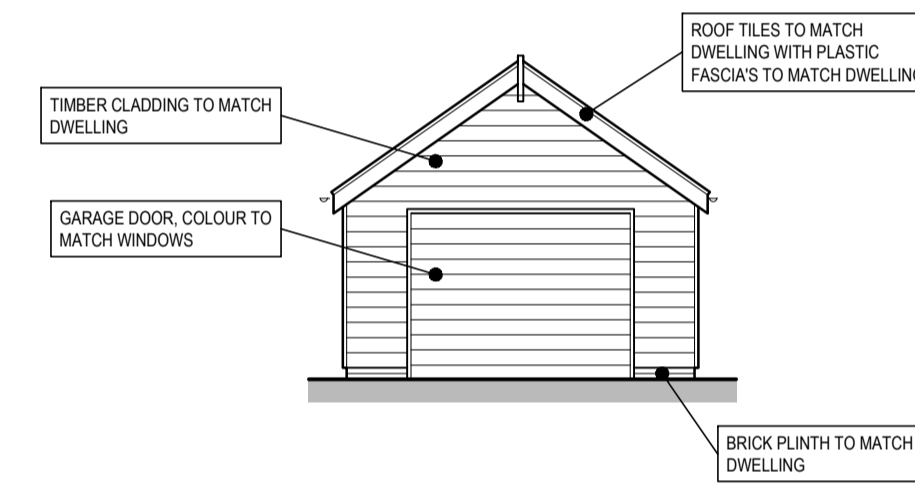 ROOF TILES TO MATCH
DWELLING WITH PLASTIC
FASCIA'S TO MATCH DWELLING
TIMBER CLADDING TO MATCH
DWELLING
GARAGE DOOR, COLOUR TO
MATCH WINDOWS
BRICK PLINTH TO MATCH
DWELLING